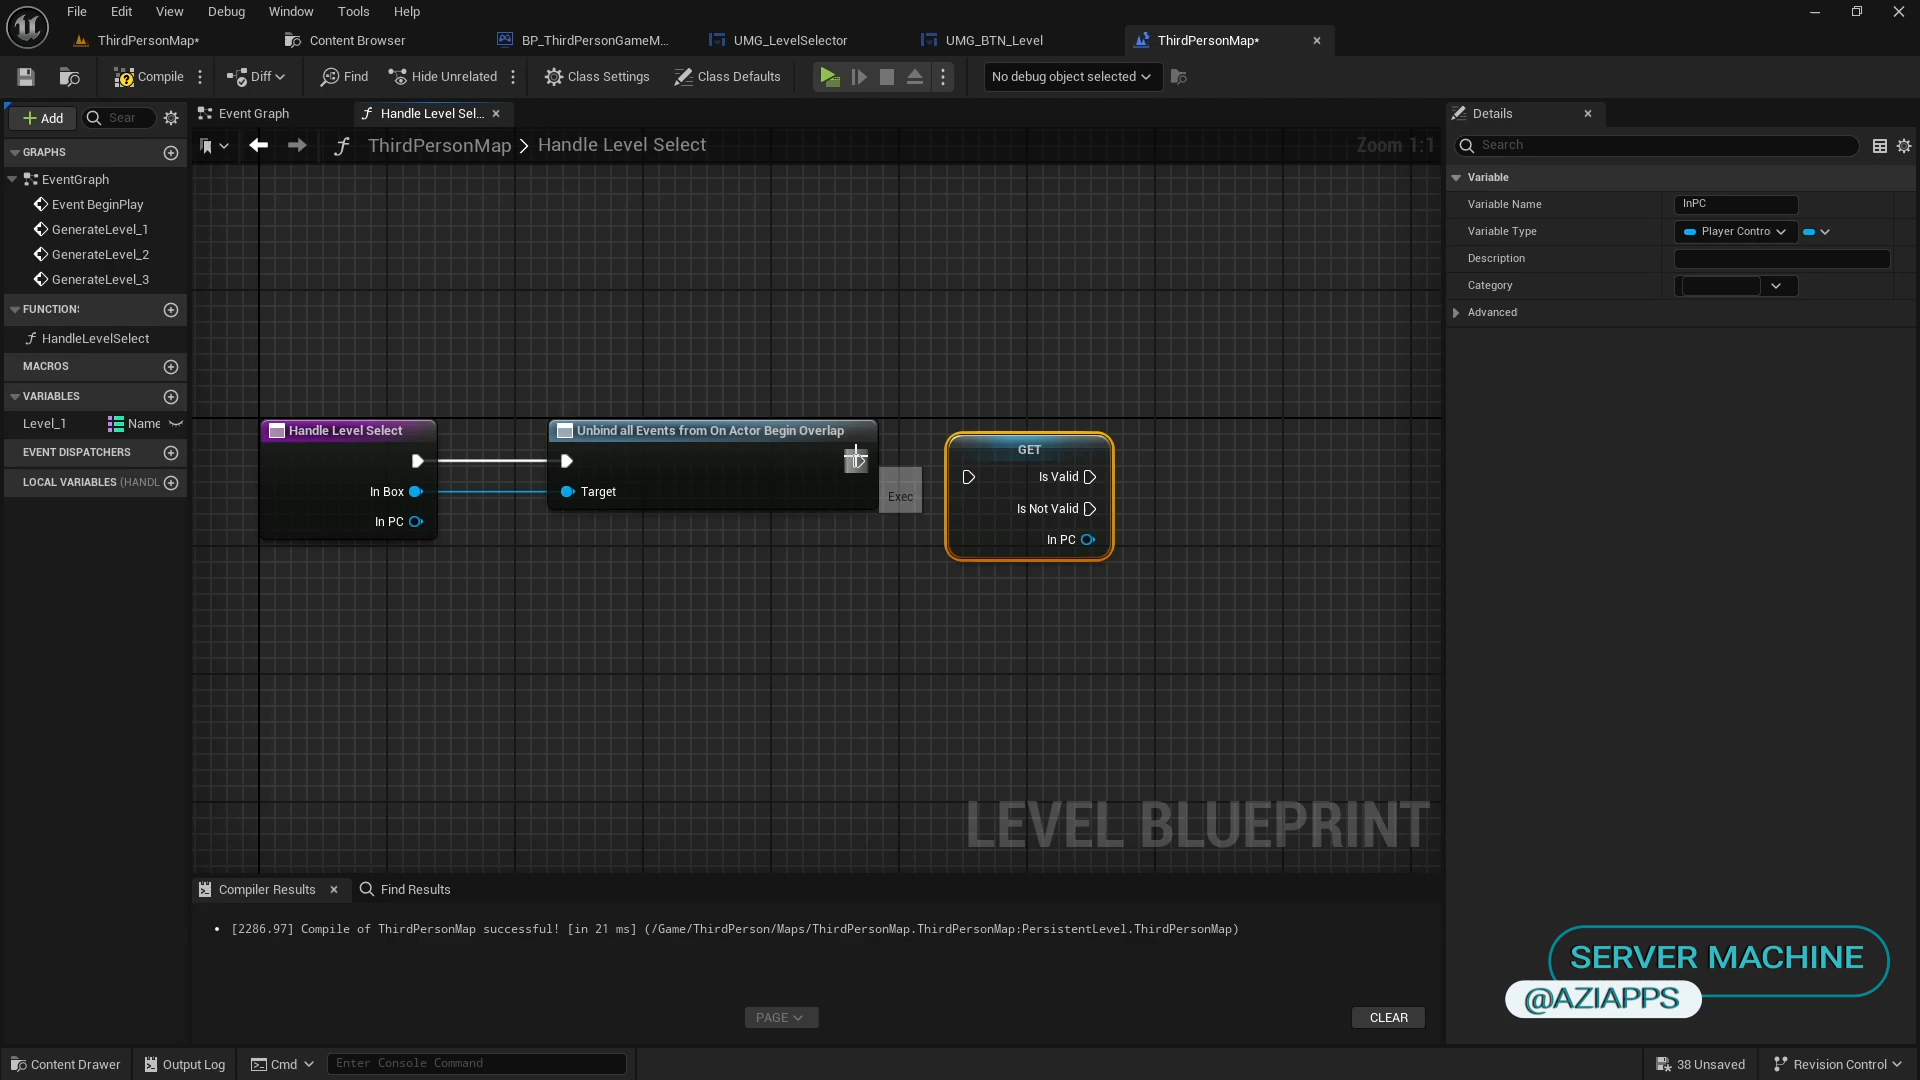 File Edit View Debug Window Tools Help
ThirdPersonMap* Content Browser BP_ThirdPersonGameM... UMG_LevelSelector UMG_BTN_Level ThirdPersonMap*
Compile Diff Find Hide Unrelated Class Settings Class Defaults No debug object selected
Add Sear Event Graph Handle Level Sel... Details
ThirdPersonMap > Handle Level Select Zoom 1:1 Search
GRAPHS
EventGraph
Event BeginPlay
GenerateLevel_1
GenerateLevel_2
GenerateLevel_3
FUNCTIONS
HandleLevelSelect
MACROS
VARIABLES
Level_1 Name
EVENT DISPATCHERS
LOCAL VARIABLES (HANDL
Variable
Variable Name InPC
Variable Type Player Contro
Description
Category
Advanced
Handle Level Select
In Box
In PC
Unbind all Events from On Actor Begin Overlap
Target
Exec
GET
Is Valid
Is Not Valid
In PC
LEVEL BLUEPRINT
Compiler Results Find Results
[2286.97] Compile of ThirdPersonMap successful! [in 21 ms] (/Game/ThirdPerson/Maps/ThirdPersonMap.ThirdPersonMap:PersistentLevel.ThirdPersonMap)
PAGE CLEAR
SERVER MACHINE
@AZIAPPS
Content Drawer Output Log Cmd Enter Console Command 38 Unsaved Revision Control